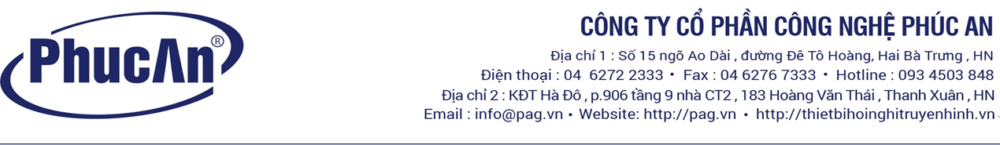 PhucAn®
CÔNG TY CỔ PHẦN CÔNG NGHỆ PHÚC AN
Địa chỉ 1 : Số 15 ngõ Ao Dài , đường Đê Tô Hoàng, Hai Bà Trưng , HN
Điện thoại : 04 6272 2333 • Fax : 04 6276 7333 • Hotline : 093 4503 848
Địa chỉ 2 : KĐT Hà Đô , p.906 tầng 9 nhà CT2 , 183 Hoàng Văn Thái , Thanh Xuân , HN
Email : info@pag.vn • Website: http://pag.vn • http://thietbihoinghitruyenhinh.vn